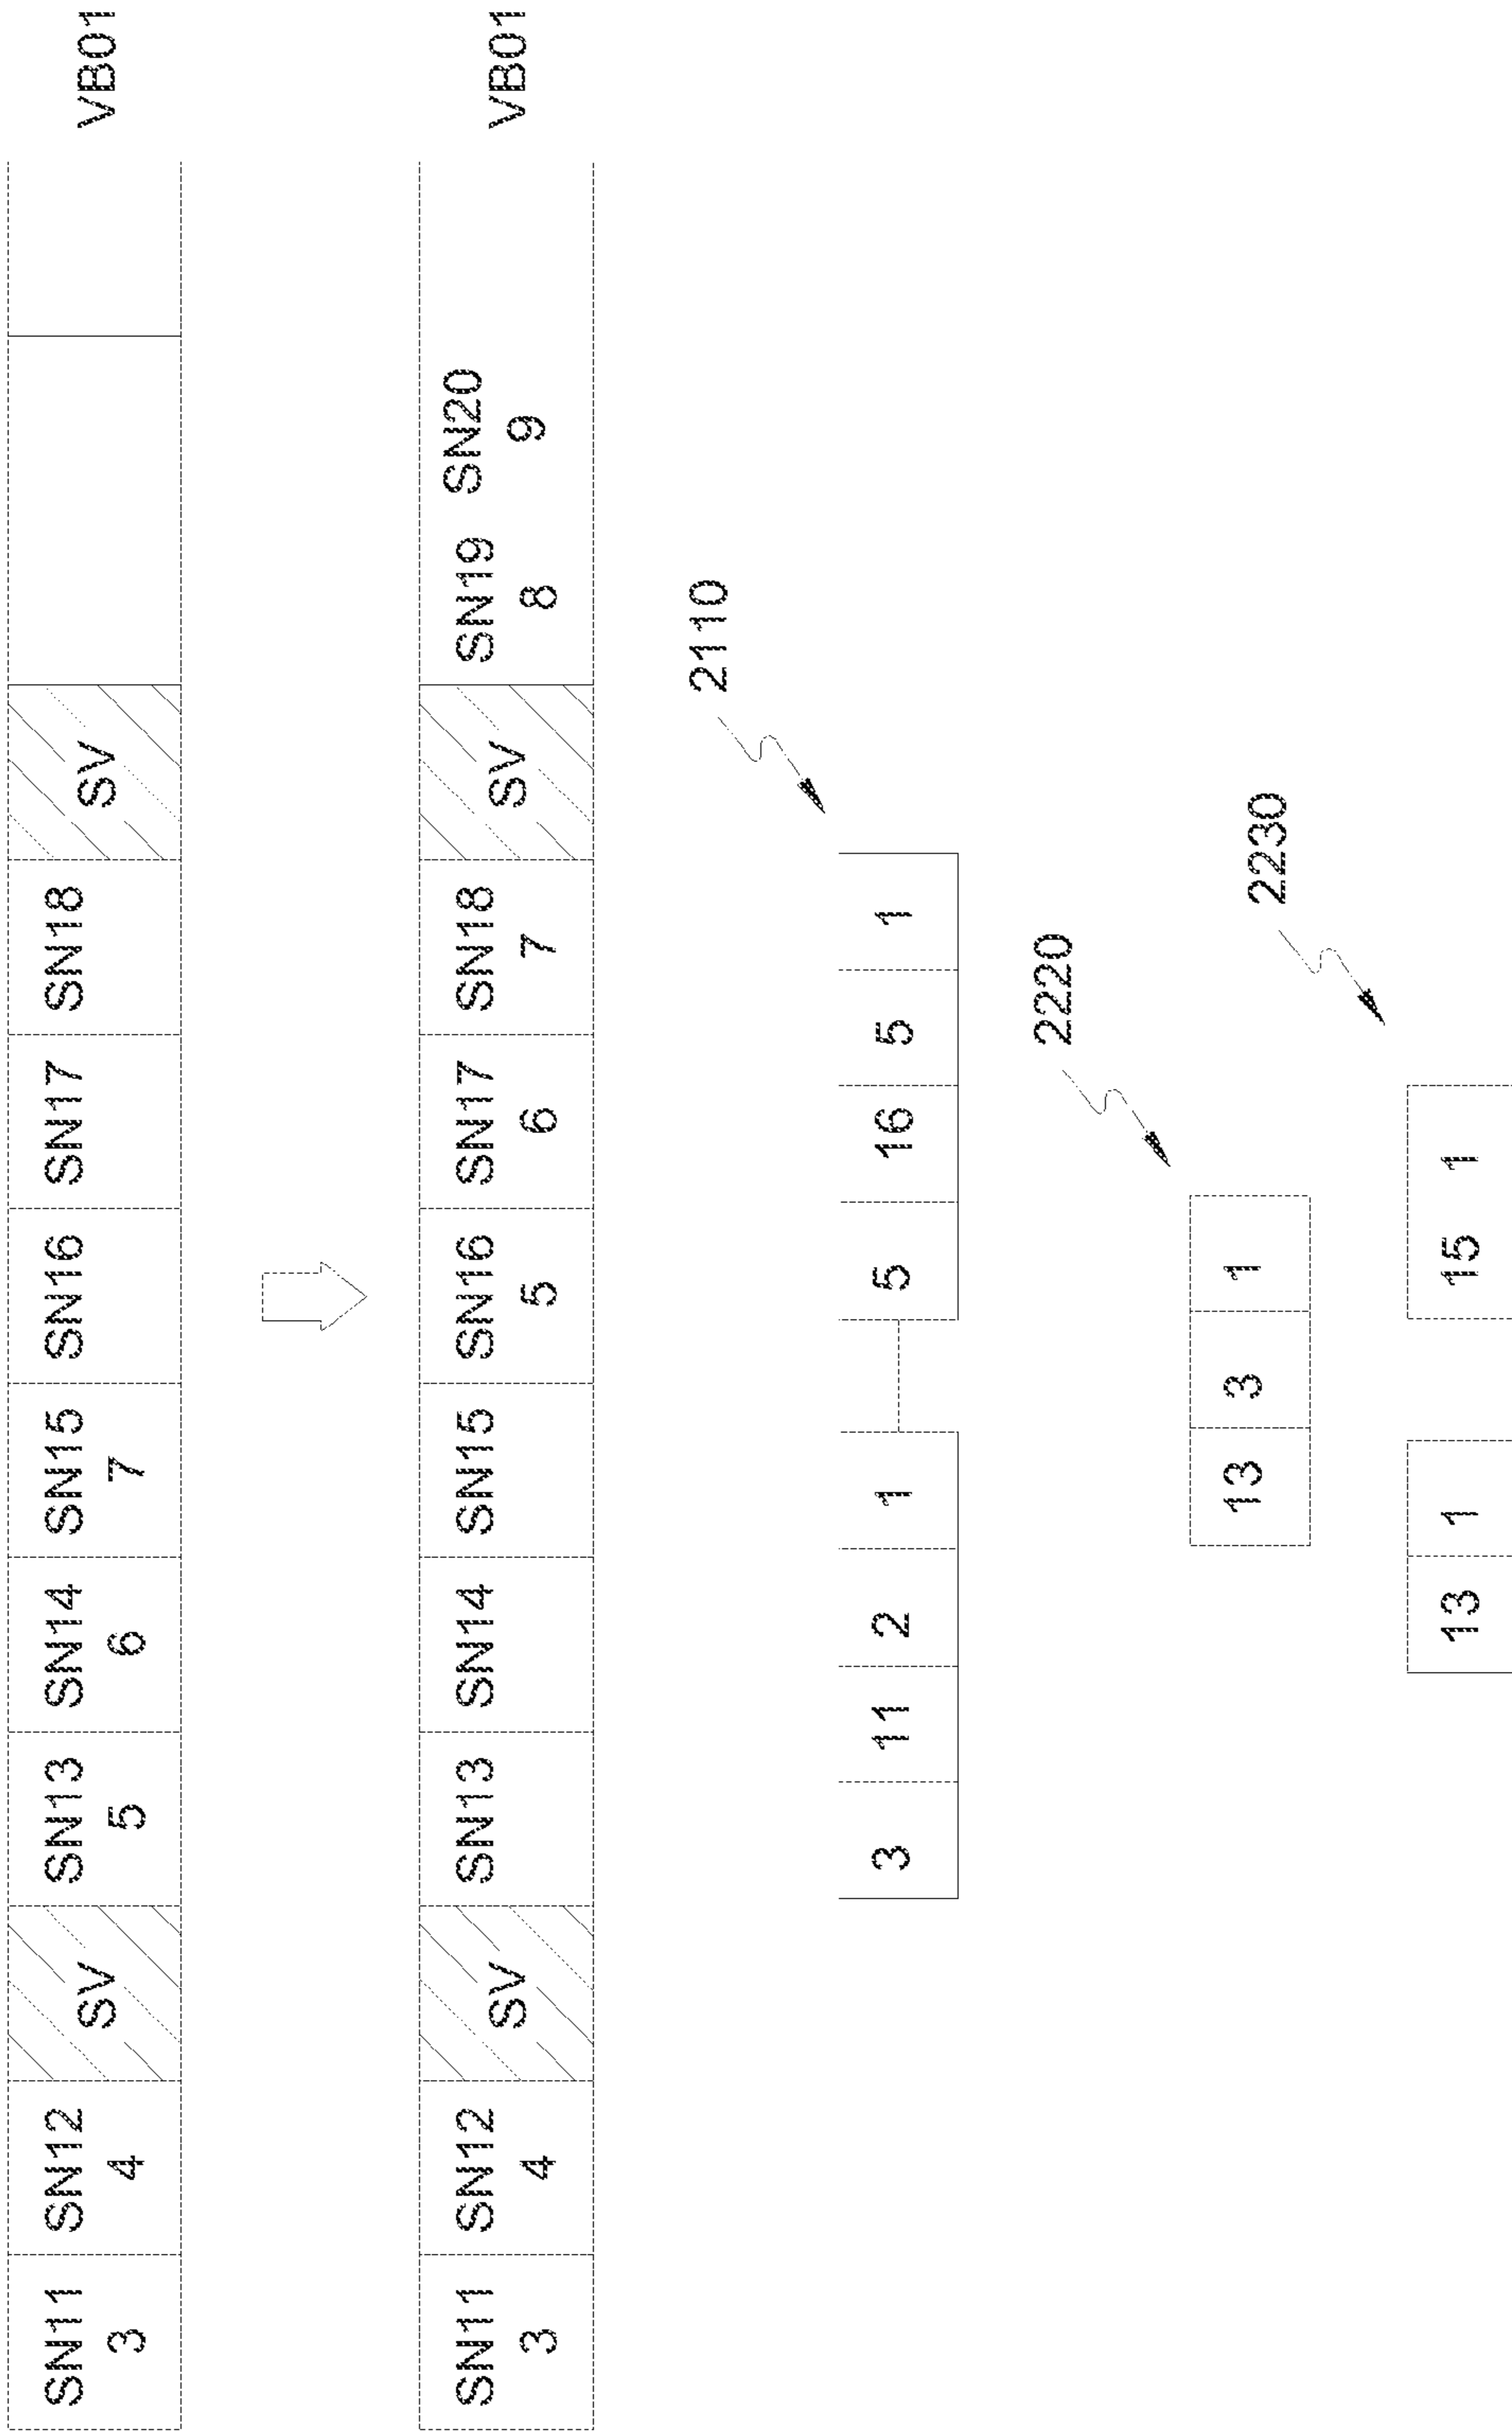 SN11 SN12 SV SN13 SN14 SN15 SN16 SN17 SN18 SV VB01
3 4 5 6 7
SN11 SN12 SV SN13 SN14 SN15 SN16 SN17 SN18 SV SN19 SN20 VB01
3 4 5 6 7 8 9
2110
3 11 2 1 5 16 5 1
2220
13 3 1
2230
13 1 15 1